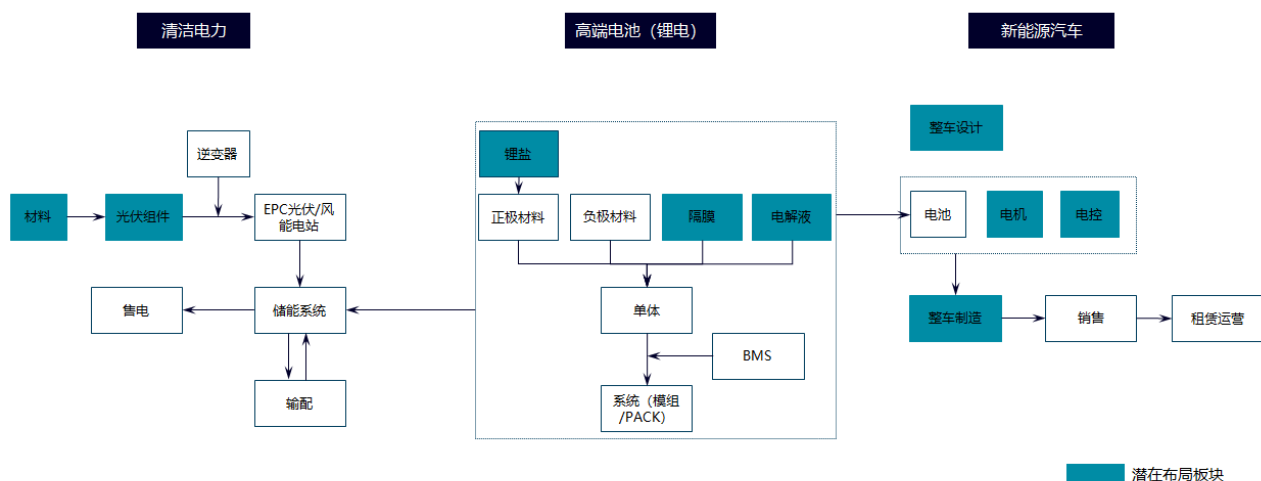 清洁电力
高端电池（锂电）
新能源汽车
逆变器
材料
光伏组件
EPC光伏/风
能电站
售电
储能系统
输配
锂盐
正极材料
负极材料
隔膜
电解液
单体
BMS
系统（模组
/PACK）
整车设计
电池
电机
电控
整车制造
销售
租赁运营
潜在布局板块